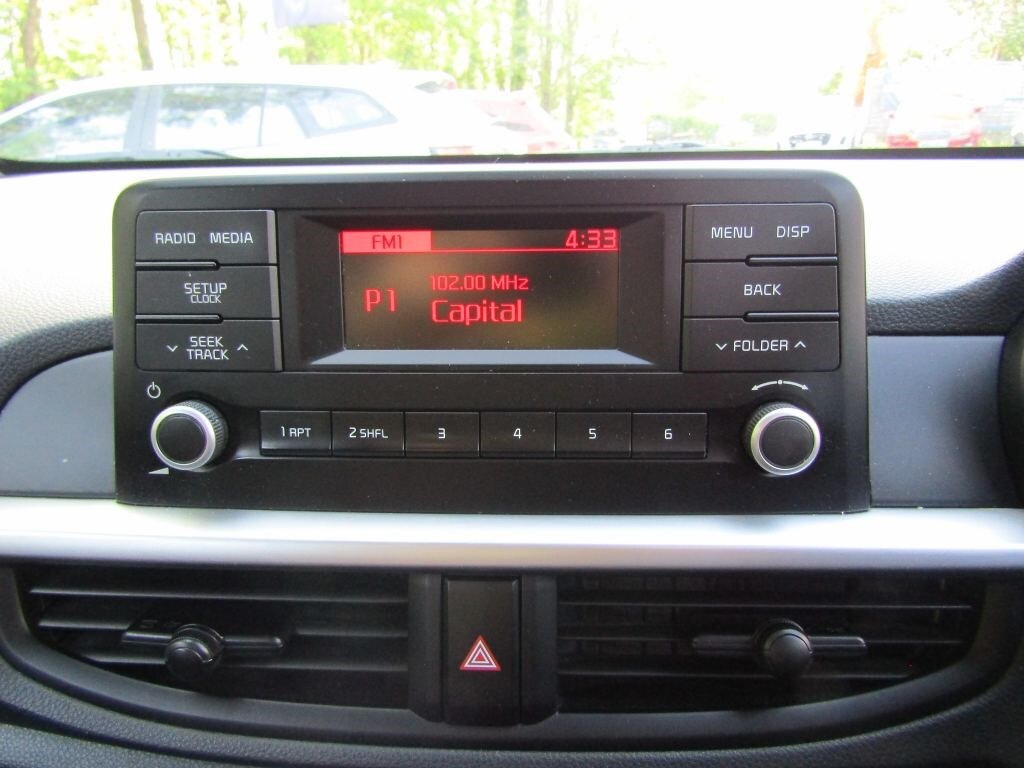 RADIO MEDIA
SETUP
CLOCK
SEEK
TRACK
FM1 4:33
102.00 MHz
P1 Capital
MENU DISP
BACK
FOLDER
1 RPT 2 SHFL 3 4 5 6